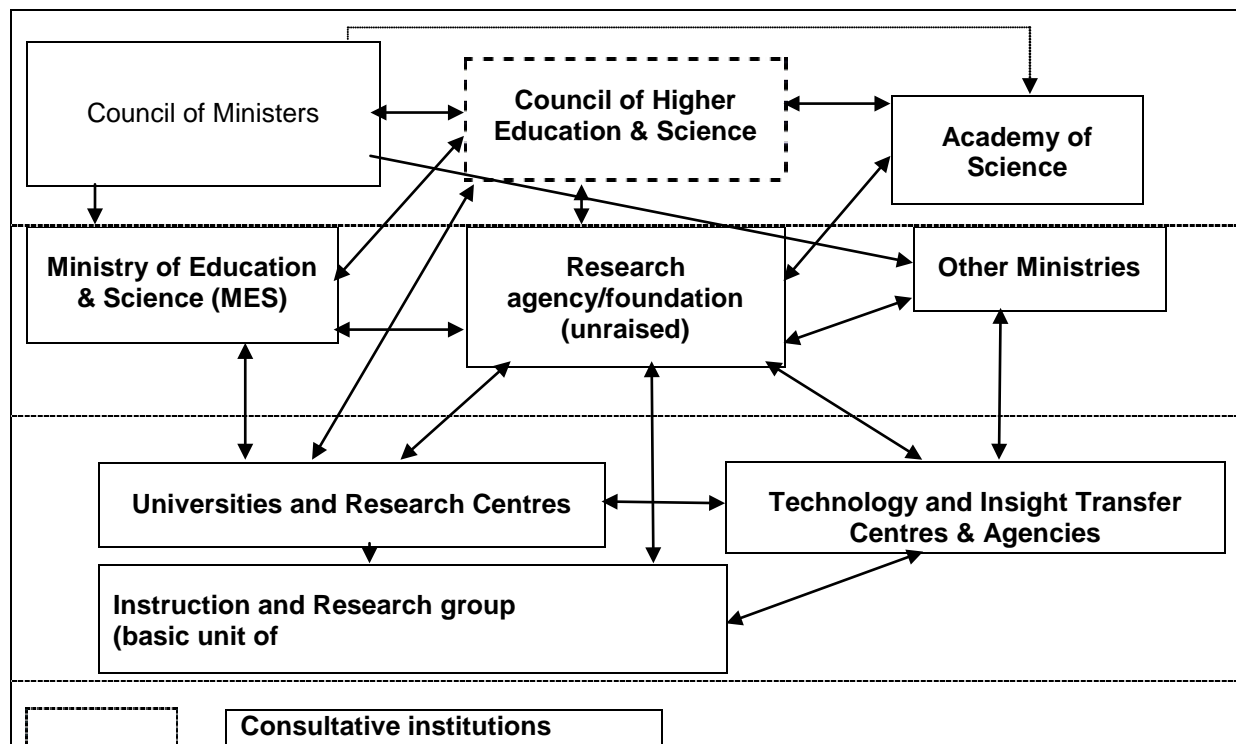 Council of Ministers
Council of Higher
Education & Science
Academy of
Science
Ministry of Education
& Science (MES)
Research
agency/foundation
(unraised)
Other Ministries
Universities and Research Centres
Technology and Insight Transfer
Centres & Agencies
Instruction and Research group
(basic unit of
Consultative institutions